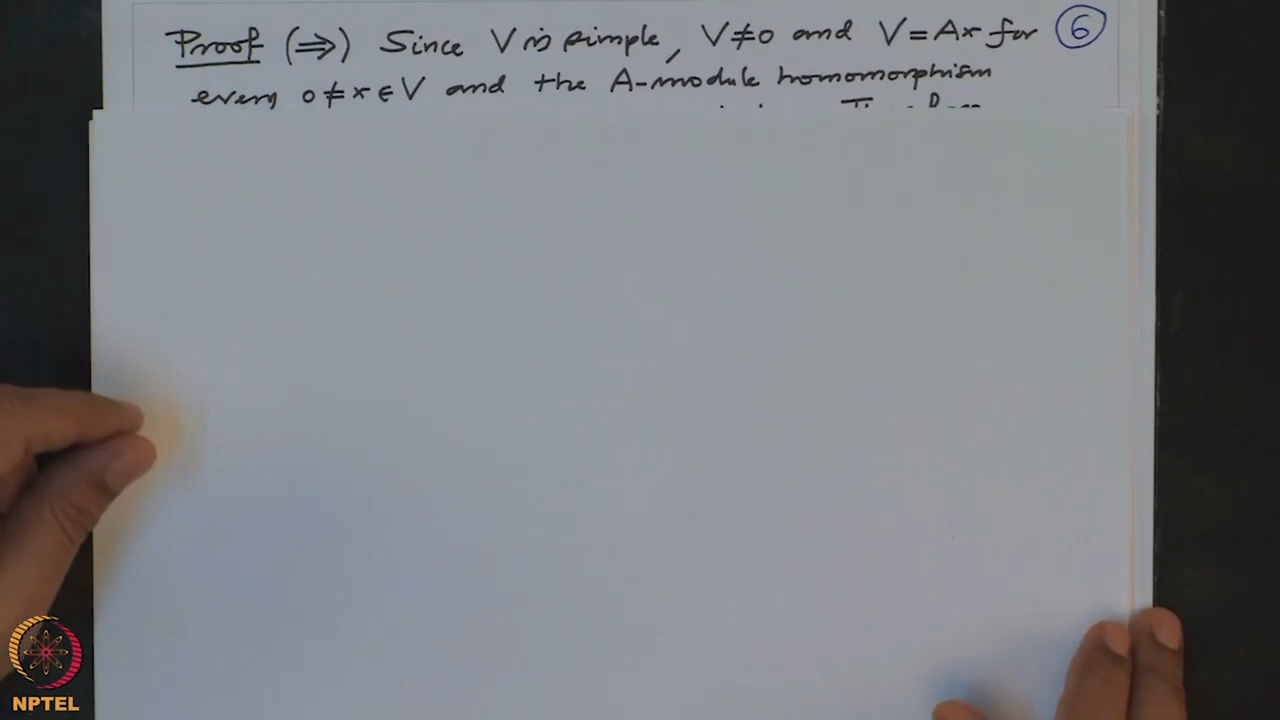 Proof (⇒) Since V is simple, V≠0 and V=Ax for ⑥
every 0≠x∈V and the A-module homomorphism
NPTEL